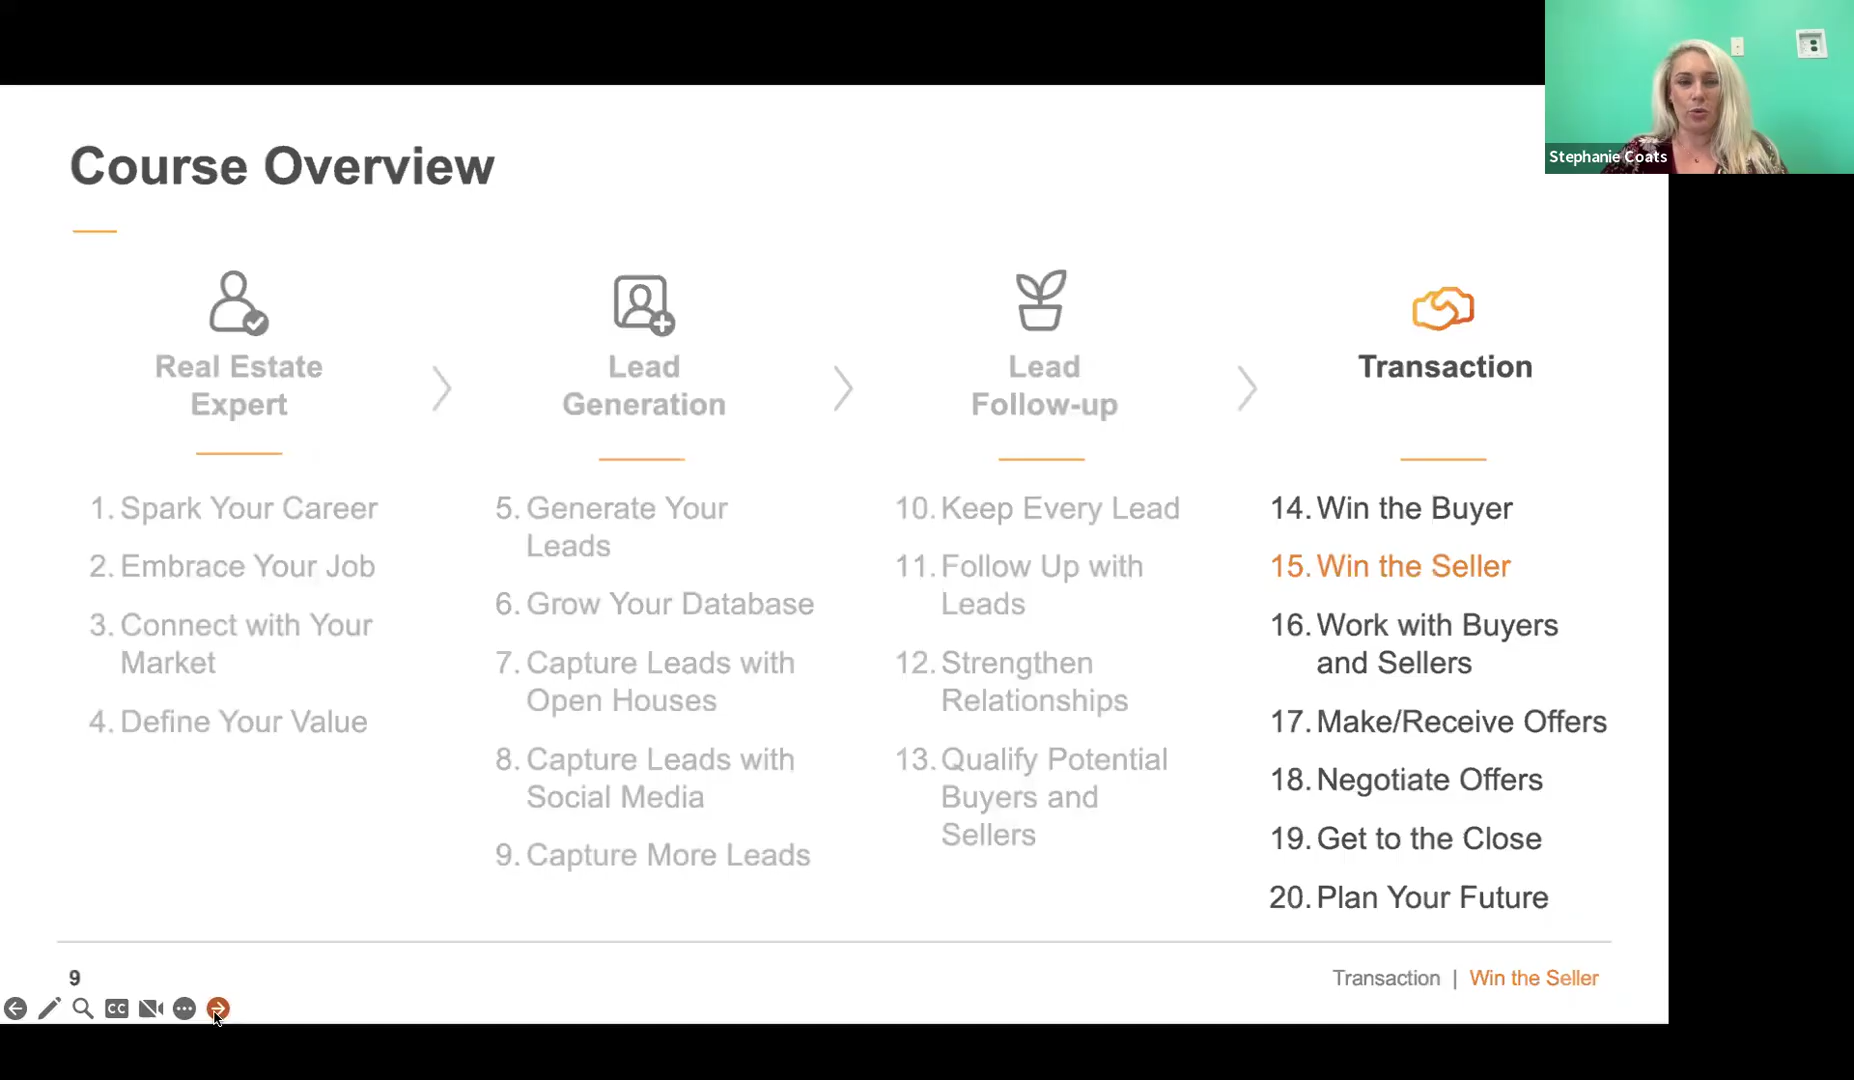 Stephanie Coats
Course Overview
Real Estate
Expert
1. Spark Your Career
2. Embrace Your Job
3. Connect with Your
Market
4. Define Your Value
Lead
Generation
5. Generate Your
Leads
6. Grow Your Database
7. Capture Leads with
Open Houses
8. Capture Leads with
Social Media
9. Capture More Leads
Lead
Follow-up
10. Keep Every Lead
11. Follow Up with
Leads
12. Strengthen
Relationships
13. Qualify Potential
Buyers and
Sellers
Transaction
14. Win the Buyer
15. Win the Seller
16. Work with Buyers
and Sellers
17. Make/Receive Offers
18. Negotiate Offers
19. Get to the Close
20. Plan Your Future
9
Transaction | Win the Seller
CC